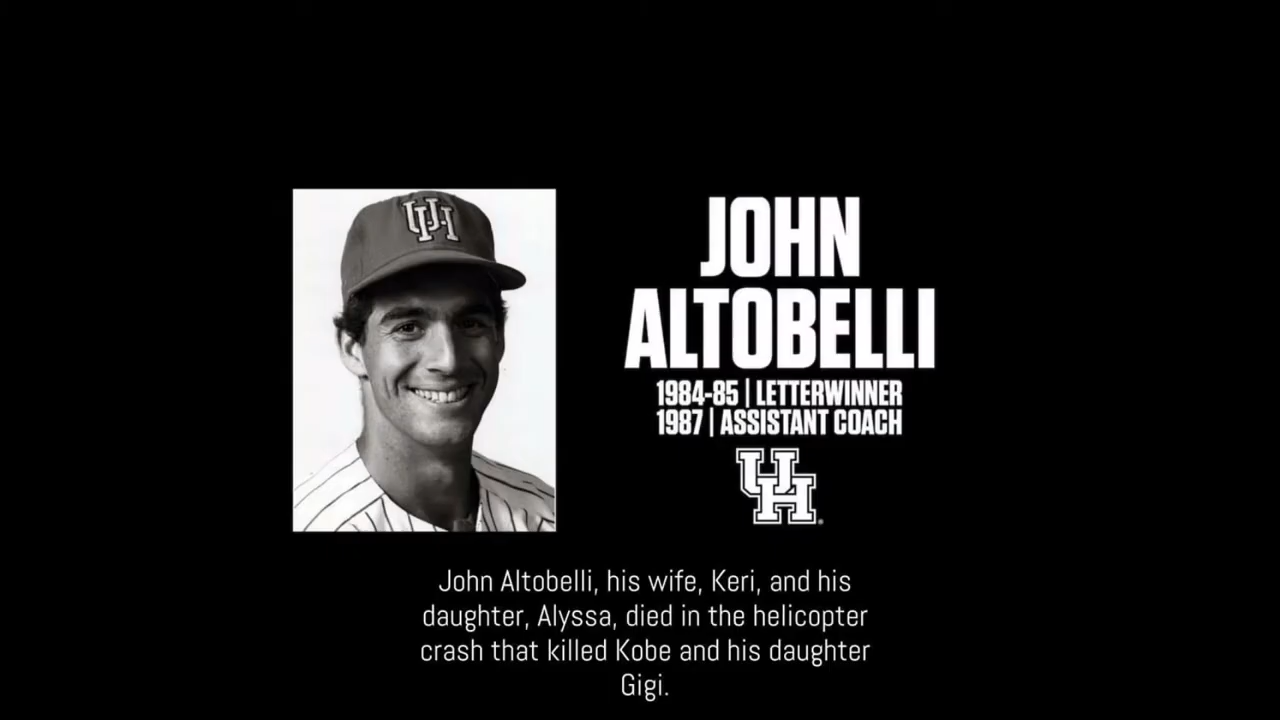 UH
JOHN
ALTOBELLI
1984-85 | LETTERWINNER
1987 | ASSISTANT COACH
UH
John Altobelli, his wife, Keri, and his
daughter, Alyssa, died in the helicopter
crash that killed Kobe and his daughter
Gigi.